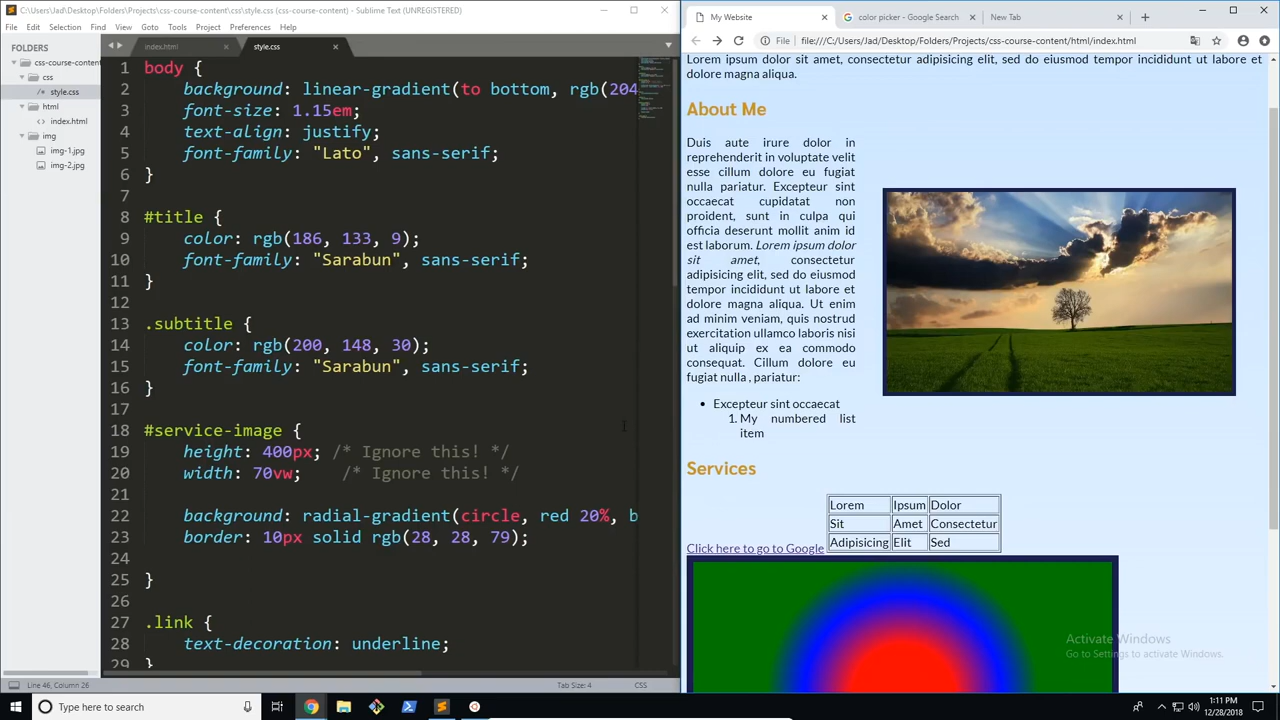 C:\Users\Jad\Desktop\Folders\Projects\css-course-content\css\style.css (css-course-content) - Sublime Text (UNREGISTERED)
File Edit Selection Find View Goto Tools Project Preferences Help
FOLDERS
css-course-content
css
style.css
html
index.html
img
img-1.jpg
img-2.jpg
index.html
style.css
1 body {
2 background: linear-gradient(to bottom, rgb(204
3 font-size: 1.15em;
4 text-align: justify;
5 font-family: "Lato", sans-serif;
6 }
7
8 #title {
9 color: rgb(186, 133, 9);
10 font-family: "Sarabun", sans-serif;
11 }
12
13 .subtitle {
14 color: rgb(200, 148, 30);
15 font-family: "Sarabun", sans-serif;
16 }
17
18 #service-image {
19 height: 400px; /* Ignore this! */
20 width: 70vw; /* Ignore this! */
21
22 background: radial-gradient(circle, red 20%, b
23 border: 10px solid rgb(28, 28, 79);
24
25 }
26
27 .link {
28 text-decoration: underline;
29 }
Line 46, Column 26
Tab Size: 4
CSS
My Website
color picker - Google Search
New Tab
File file:///C:/Users/Jad/Desktop/Folders/Projects/css-course-content/html/index.html
Lorem ipsum dolor sit amet, consectetur adipisicing elit, sed do eiusmod tempor incididunt ut labore et
dolore magna aliqua.
About Me
Duis aute irure dolor in
reprehenderit in voluptate velit
esse cillum dolore eu fugiat
nulla pariatur. Excepteur sint
occaecat cupidatat non
proident, sunt in culpa qui
officia deserunt mollit anim id
est laborum. Lorem ipsum dolor
sit amet, consectetur
adipisicing elit, sed do eiusmod
tempor incididunt ut labore et
dolore magna aliqua. Ut enim
ad minim veniam, quis nostrud
exercitation ullamco laboris nisi
ut aliquip ex ea commodo
consequat. Cillum dolore eu
fugiat nulla , pariatur:
• Excepteur sint occaecat
1. My numbered list
item
Services
Lorem Ipsum Dolor
Sit Amet Consectetur
Adipisicing Elit Sed
Click here to go to Google
Activate Windows
Go to Settings to activate Windows.
Type here to search
1:11 PM
12/28/2018